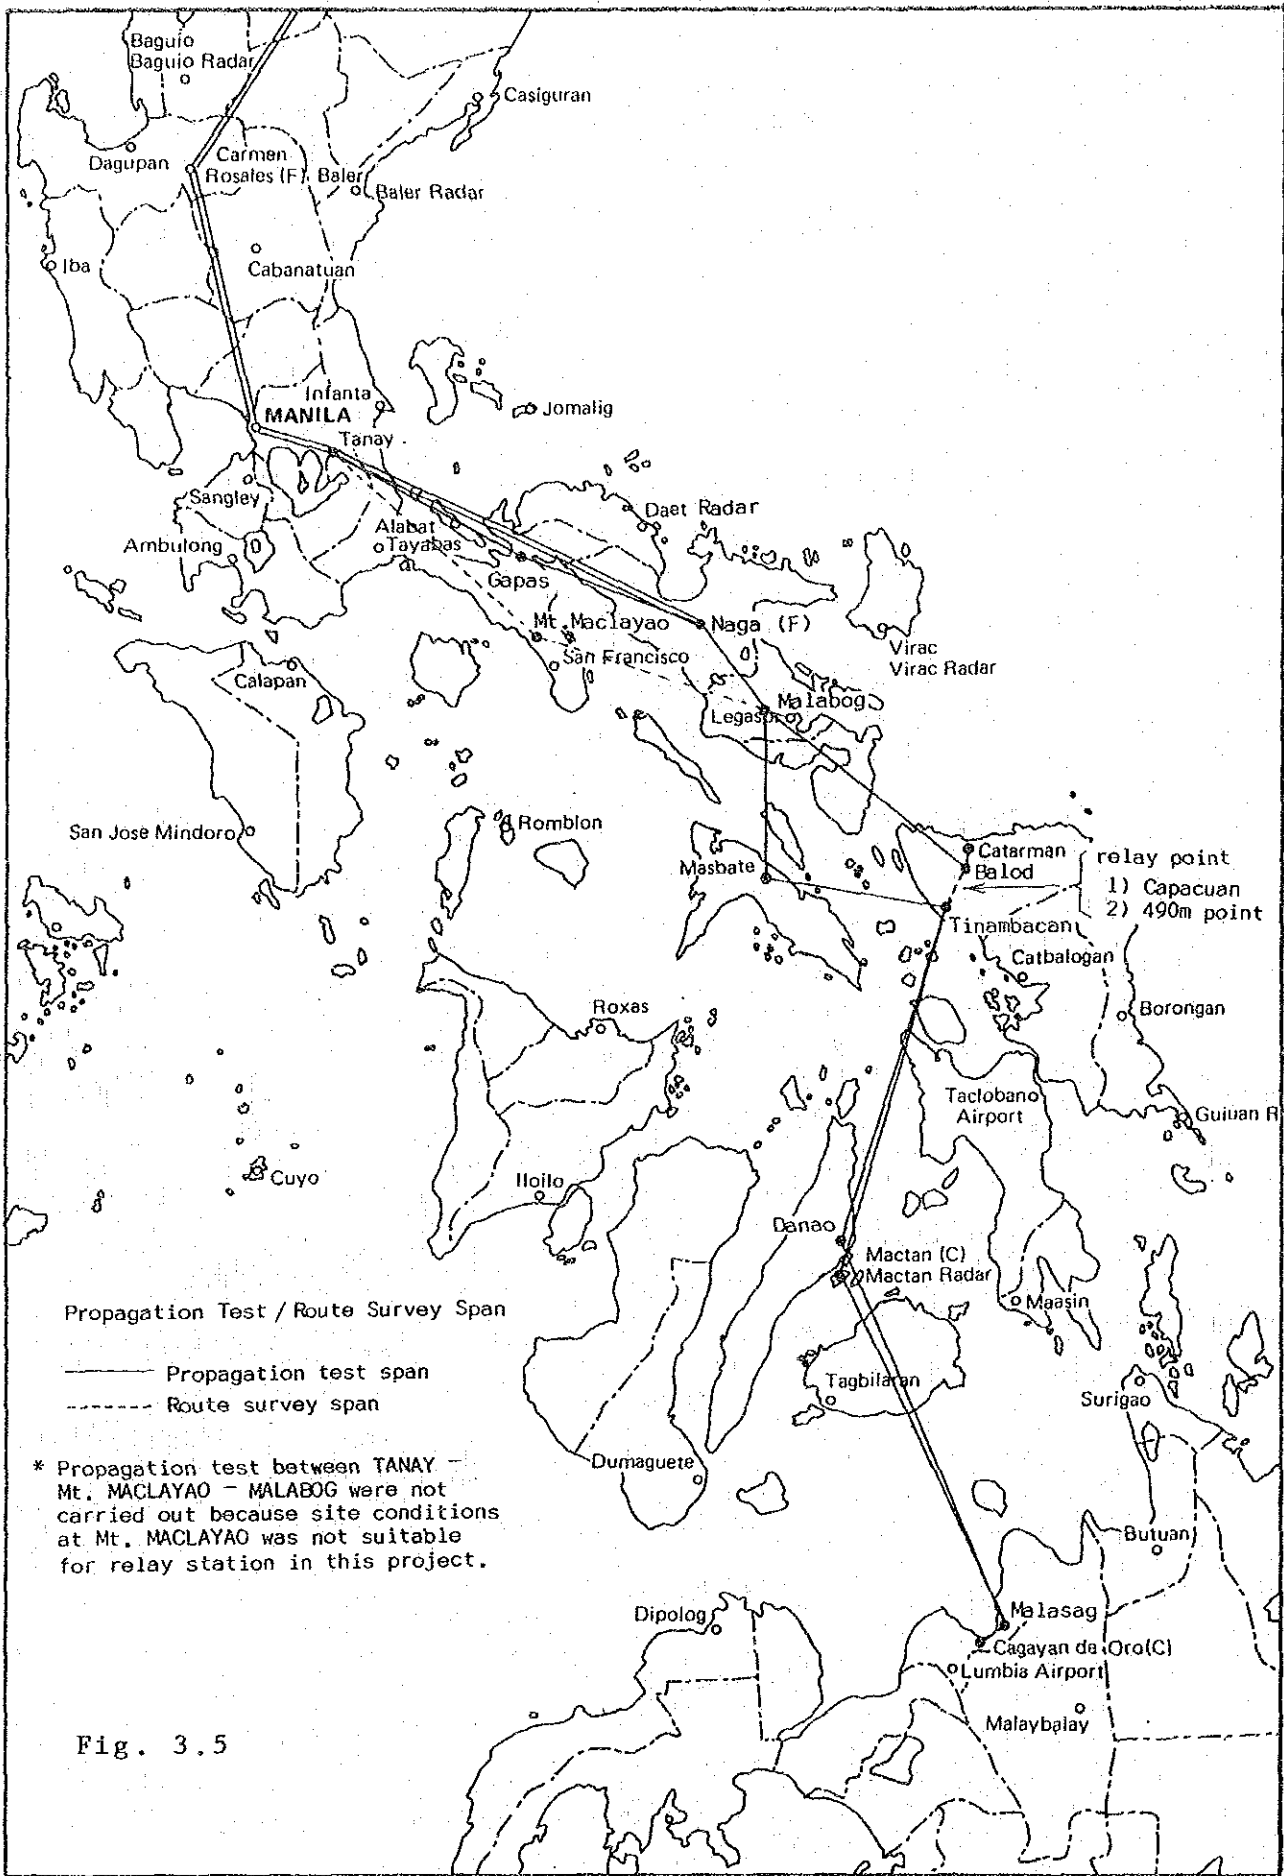 Baguio
Baguio Radar
Casiguran
Dagupan
Carmen
Rosales (F) Baler
Baler Radar
Iba
Cabanatuan
Infanta
Jomalig
MANILA
Tanay
Sangley
Daet Radar
Alabat
Ambulong
Tayabas
Gapas
Mt. Maclayao
Naga (F)
Virac
Virac Radar
San Francisco
Calapan
Malabog
San Jose Mindoro
Romblon
Catarman
relay point
Masbate
Balod
1) Capacuan
2) 490m point
Tinambacan
Catbalogan
Roxas
Borongan
Taclobano
Airport
Guiuan R
Cuyo
Iloilo
Danao
Mactan (C)
Mactan Radar
Maasin
Propagation Test / Route Survey Span
Propagation test span
Route survey span
Tagbilaran
Surigao
* Propagation test between TANAY -
Mt. MACLAYAO - MALABOG were not
carried out because site conditions
at Mt. MACLAYAO was not suitable
for relay station in this project.
Dumaguete
Butuan
Dipolog
Malasag
Cagayan de Oro(C)
Lumbia Airport
Malaybalay
Fig. 3.5